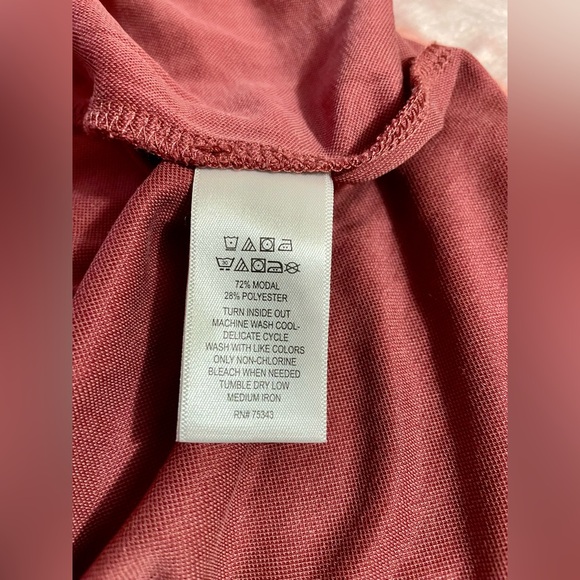 72% MODAL
28% POLYESTER
TURN INSIDE OUT
MACHINE WASH COOL-
DELICATE CYCLE
WASH WITH LIKE COLORS
ONLY NON-CHLORINE
BLEACH WHEN NEEDED
TUMBLE DRY LOW
MEDIUM IRON
RN# 75343